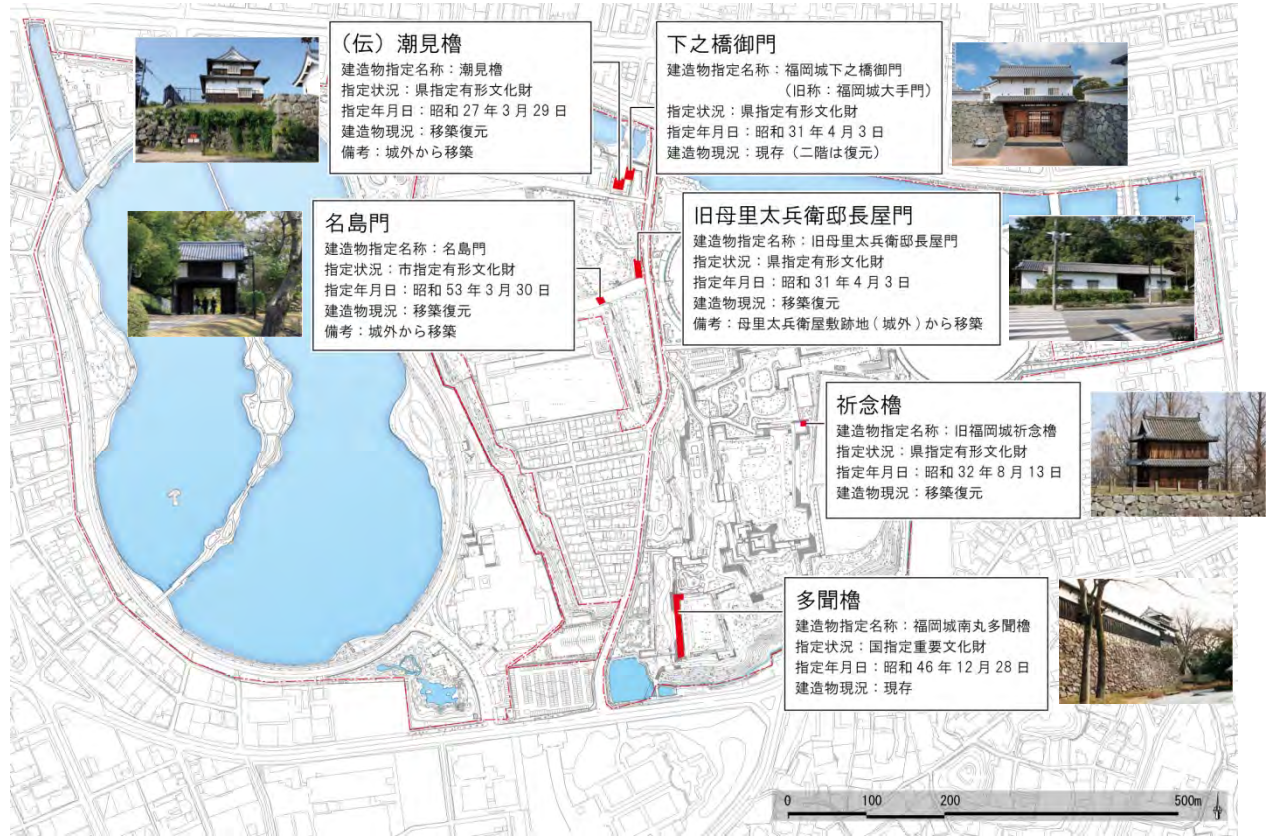 （伝）潮見櫓
建造物指定名称：潮見櫓
指定状況：県指定有形文化財
指定年月日：昭和 27 年 3 月 29 日
建造物現況：移築復元
備考：城外から移築
下之橋御門
建造物指定名称：福岡城下之橋御門
（旧称：福岡城大手門）
指定状況：県指定有形文化財
指定年月日：昭和 31 年 4 月 3 日
建造物現況：現存（二階は復元）
名島門
建造物指定名称：名島門
指定状況：市指定有形文化財
指定年月日：昭和 53 年 3 月 30 日
建造物現況：移築復元
備考：城外から移築
旧母里太兵衛邸長屋門
建造物指定名称：旧母里太兵衛邸長屋門
指定状況：県指定有形文化財
指定年月日：昭和 31 年 4 月 3 日
建造物現況：移築復元
備考：母里太兵衛屋敷跡地 ( 城外 ) から移築
祈念櫓
建造物指定名称：旧福岡城祈念櫓
指定状況：県指定有形文化財
指定年月日：昭和 32 年 8 月 13 日
建造物現況：移築復元
多聞櫓
建造物指定名称：福岡城南丸多聞櫓
指定状況：国指定重要文化財
指定年月日：昭和 46 年 12 月 28 日
建造物現況：現存
0 100 200 500m